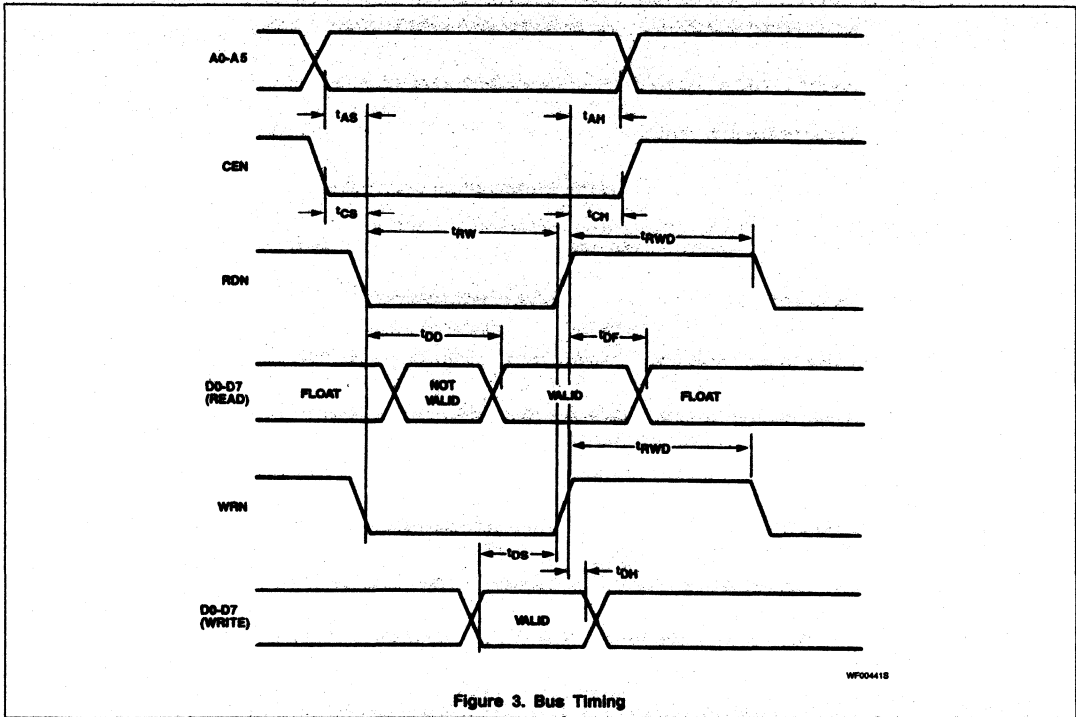 A0-A5
tAS
tAH
CEN
tCS
tCH
tRW
tRWD
RDN
tDD
tDF
D0-D7
(READ)
FLOAT
NOT
VALID
VALID
FLOAT
tRWD
WRN
tDS
tDH
D0-D7
(WRITE)
VALID
WF00441S
Figure 3. Bus Timing